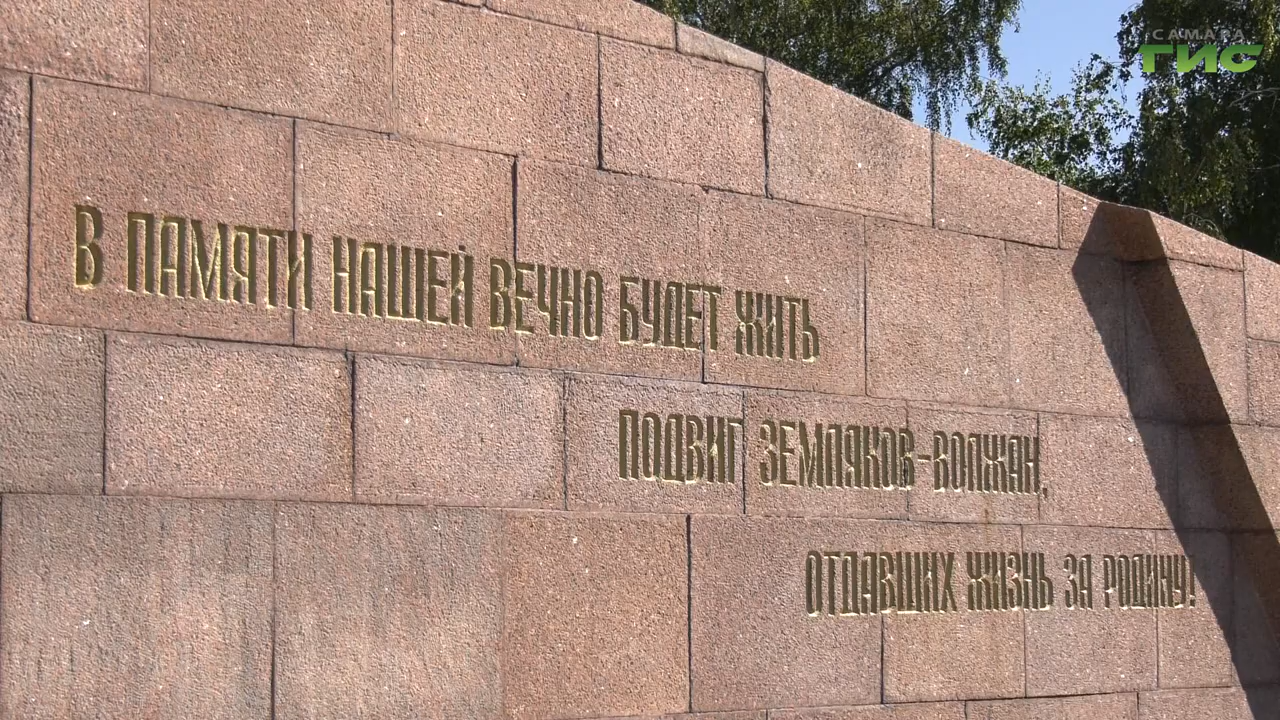 САМАРА
ГИС
В ПАМЯТИ НАШЕЙ ВЕЧНО БУДЕТ ЖИТЬ
ПОДВИГ ЗЕМЛЯКОВ-ВОЛЖАН,
ОТДАВШИХ ЖИЗНЬ ЗА РОДИНУ!